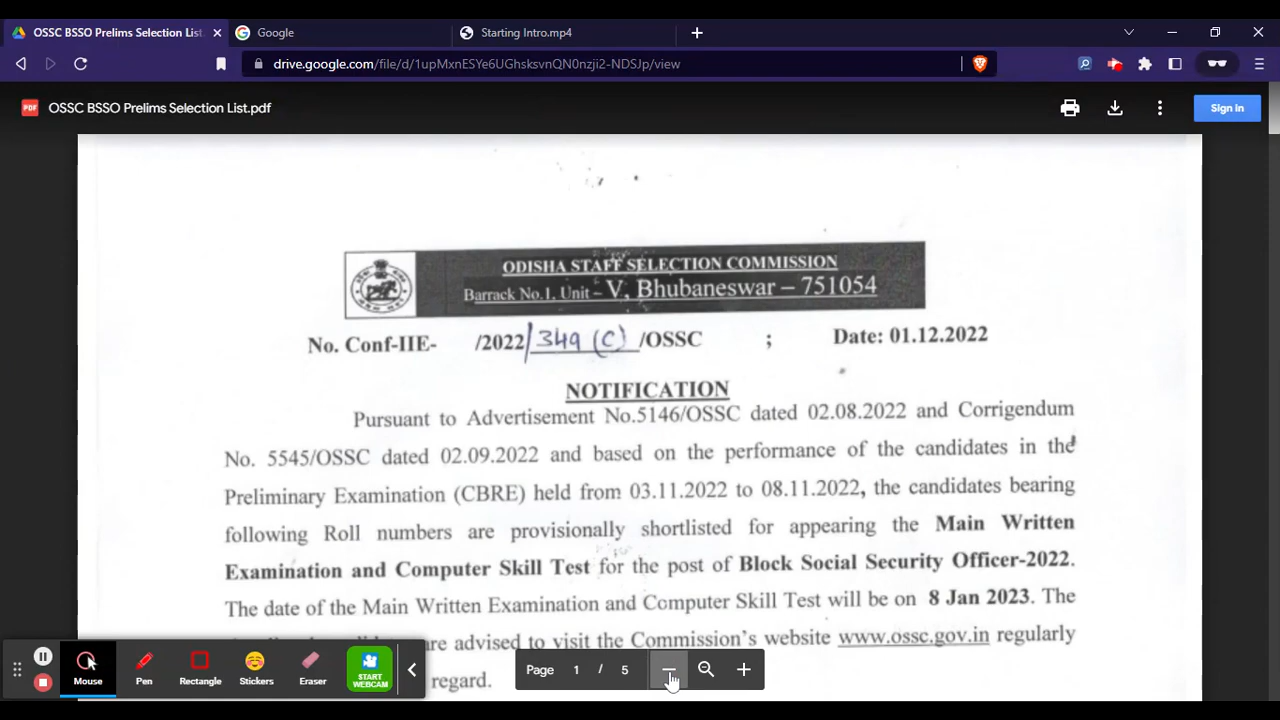 OSSC BSSO Prelims Selection List
Google
Starting Intro.mp4
drive.google.com/file/d/1upMxnESYe6UGhsksvnQN0nzji2-NDSJp/view
PDF
OSSC BSSO Prelims Selection List.pdf
Sign in
ODISHA STAFF SELECTION COMMISSION
Barrack No.1, Unit – V, Bhubaneswar – 751054
No. Conf-IIE- /2022/349 (C)/OSSC ; Date: 01.12.2022
NOTIFICATION
Pursuant to Advertisement No.5146/OSSC dated 02.08.2022 and Corrigendum
No. 5545/OSSC dated 02.09.2022 and based on the performance of the candidates in the
Preliminary Examination (CBRE) held from 03.11.2022 to 08.11.2022, the candidates bearing
following Roll numbers are provisionally shortlisted for appearing the Main Written
Examination and Computer Skill Test for the post of Block Social Security Officer-2022.
The date of the Main Written Examination and Computer Skill Test will be on 8 Jan 2023. The
are advised to visit the Commission's website www.ossc.gov.in regularly
regard.
Page 1 / 5
Mouse
Pen
Rectangle
Stickers
Eraser
START WEBCAM